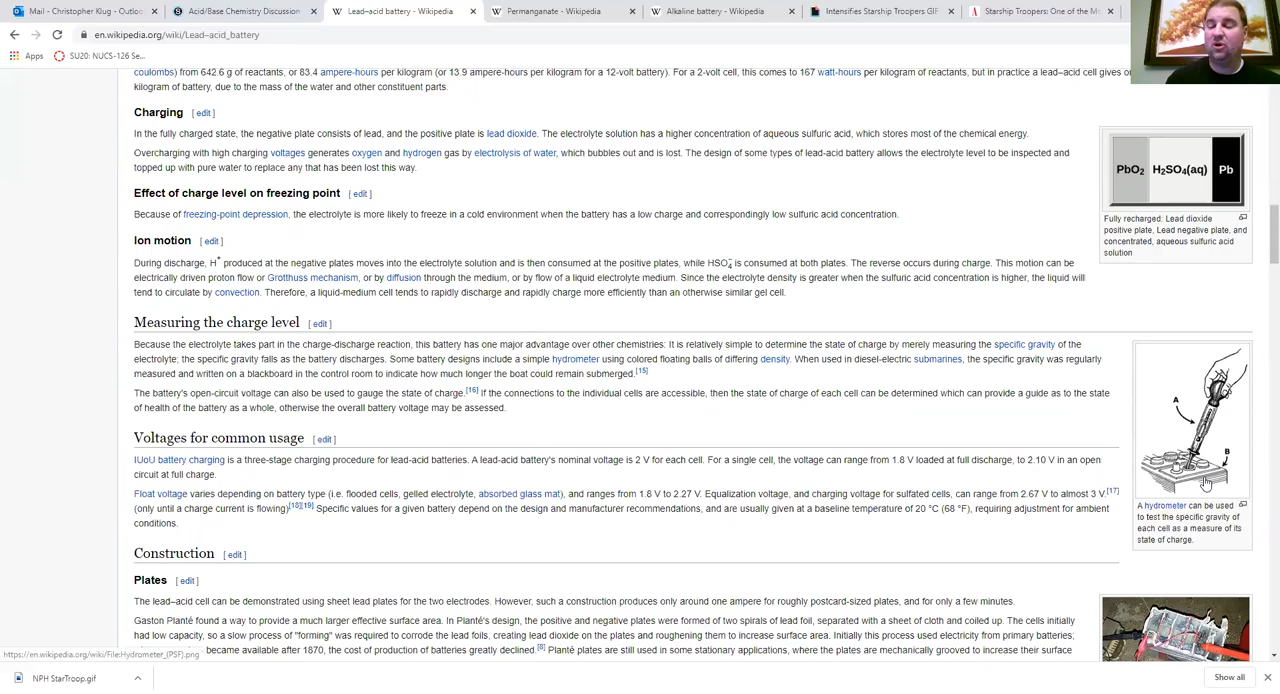 Mail - Christopher Klug - Outloo
Acid/Base Chemistry Discussion
Lead–acid battery - Wikipedia
Permanganate - Wikipedia
Alkaline battery - Wikipedia
Intensifies Starship Troopers GIF
Starship Troopers: One of the M
en.wikipedia.org/wiki/Lead–acid_battery
Apps
SU20: NUCS-126 Se...
coulombs) from 642.6 g of reactants, or 83.4 ampere-hours per kilogram (or 13.9 ampere-hours per kilogram for a 12-volt battery). For a 2-volt cell, this comes to 167 watt-hours per kilogram of reactants, but in practice a lead–acid cell gives on
kilogram of battery, due to the mass of the water and other constituent parts.
Charging [ edit ]
In the fully charged state, the negative plate consists of lead, and the positive plate is lead dioxide. The electrolyte solution has a higher concentration of aqueous sulfuric acid, which stores most of the chemical energy.
Overcharging with high charging voltages generates oxygen and hydrogen gas by electrolysis of water, which bubbles out and is lost. The design of some types of lead-acid battery allows the electrolyte level to be inspected and
topped up with pure water to replace any that has been lost this way.
PbO2 H2SO4(aq) Pb
Fully recharged: Lead dioxide
positive plate, Lead negative plate, and
concentrated, aqueous sulfuric acid
solution
Effect of charge level on freezing point [ edit ]
Because of freezing-point depression, the electrolyte is more likely to freeze in a cold environment when the battery has a low charge and correspondingly low sulfuric acid concentration.
Ion motion [ edit ]
During discharge, H+ produced at the negative plates moves into the electrolyte solution and is then consumed at the positive plates, while HSO4− is consumed at both plates. The reverse occurs during charge. This motion can be
electrically driven proton flow or Grotthuss mechanism, or by diffusion through the medium, or by flow of a liquid electrolyte medium. Since the electrolyte density is greater when the sulfuric acid concentration is higher, the liquid will
tend to circulate by convection. Therefore, a liquid-medium cell tends to rapidly discharge and rapidly charge more efficiently than an otherwise similar gel cell.
Measuring the charge level [ edit ]
Because the electrolyte takes part in the charge-discharge reaction, this battery has one major advantage over other chemistries: It is relatively simple to determine the state of charge by merely measuring the specific gravity of the
electrolyte; the specific gravity falls as the battery discharges. Some battery designs include a simple hydrometer using colored floating balls of differing density. When used in diesel-electric submarines, the specific gravity was regularly
measured and written on a blackboard in the control room to indicate how much longer the boat could remain submerged.[15]
The battery's open-circuit voltage can also be used to gauge the state of charge.[16] If the connections to the individual cells are accessible, then the state of charge of each cell can be determined which can provide a guide as to the state
of health of the battery as a whole, otherwise the overall battery voltage may be assessed.
A
B
A hydrometer can be used
to test the specific gravity of
each cell as a measure of its
state of charge.
Voltages for common usage [ edit ]
IUoU battery charging is a three-stage charging procedure for lead-acid batteries. A lead-acid battery's nominal voltage is 2 V for each cell. For a single cell, the voltage can range from 1.8 V loaded at full discharge, to 2.10 V in an open
circuit at full charge.
Float voltage varies depending on battery type (i.e. flooded cells, gelled electrolyte, absorbed glass mat), and ranges from 1.8 V to 2.27 V. Equalization voltage, and charging voltage for sulfated cells, can range from 2.67 V to almost 3 V.[17]
(only until a charge current is flowing)[18][19] Specific values for a given battery depend on the design and manufacturer recommendations, and are usually given at a baseline temperature of 20 °C (68 °F), requiring adjustment for ambient
conditions.
Construction [ edit ]
Plates [ edit ]
The lead–acid cell can be demonstrated using sheet lead plates for the two electrodes. However, such a construction produces only around one ampere for roughly postcard-sized plates, and for only a few minutes.
Gaston Planté found a way to provide a much larger effective surface area. In Planté's design, the positive and negative plates were formed of two spirals of lead foil, separated with a sheet of cloth and coiled up. The cells initially
had low capacity, so a slow process of "forming" was required to corrode the lead foils, creating lead dioxide on the plates and roughening them to increase surface area. Initially this process used electricity from primary batteries;
became available after 1870, the cost of production of batteries greatly declined.[8] Planté plates are still used in some stationary applications, where the plates are mechanically grooved to increase their surface
https://en.wikipedia.org/wiki/File:Hydrometer_(PSF).png
NPH StarTroop.gif
Show all